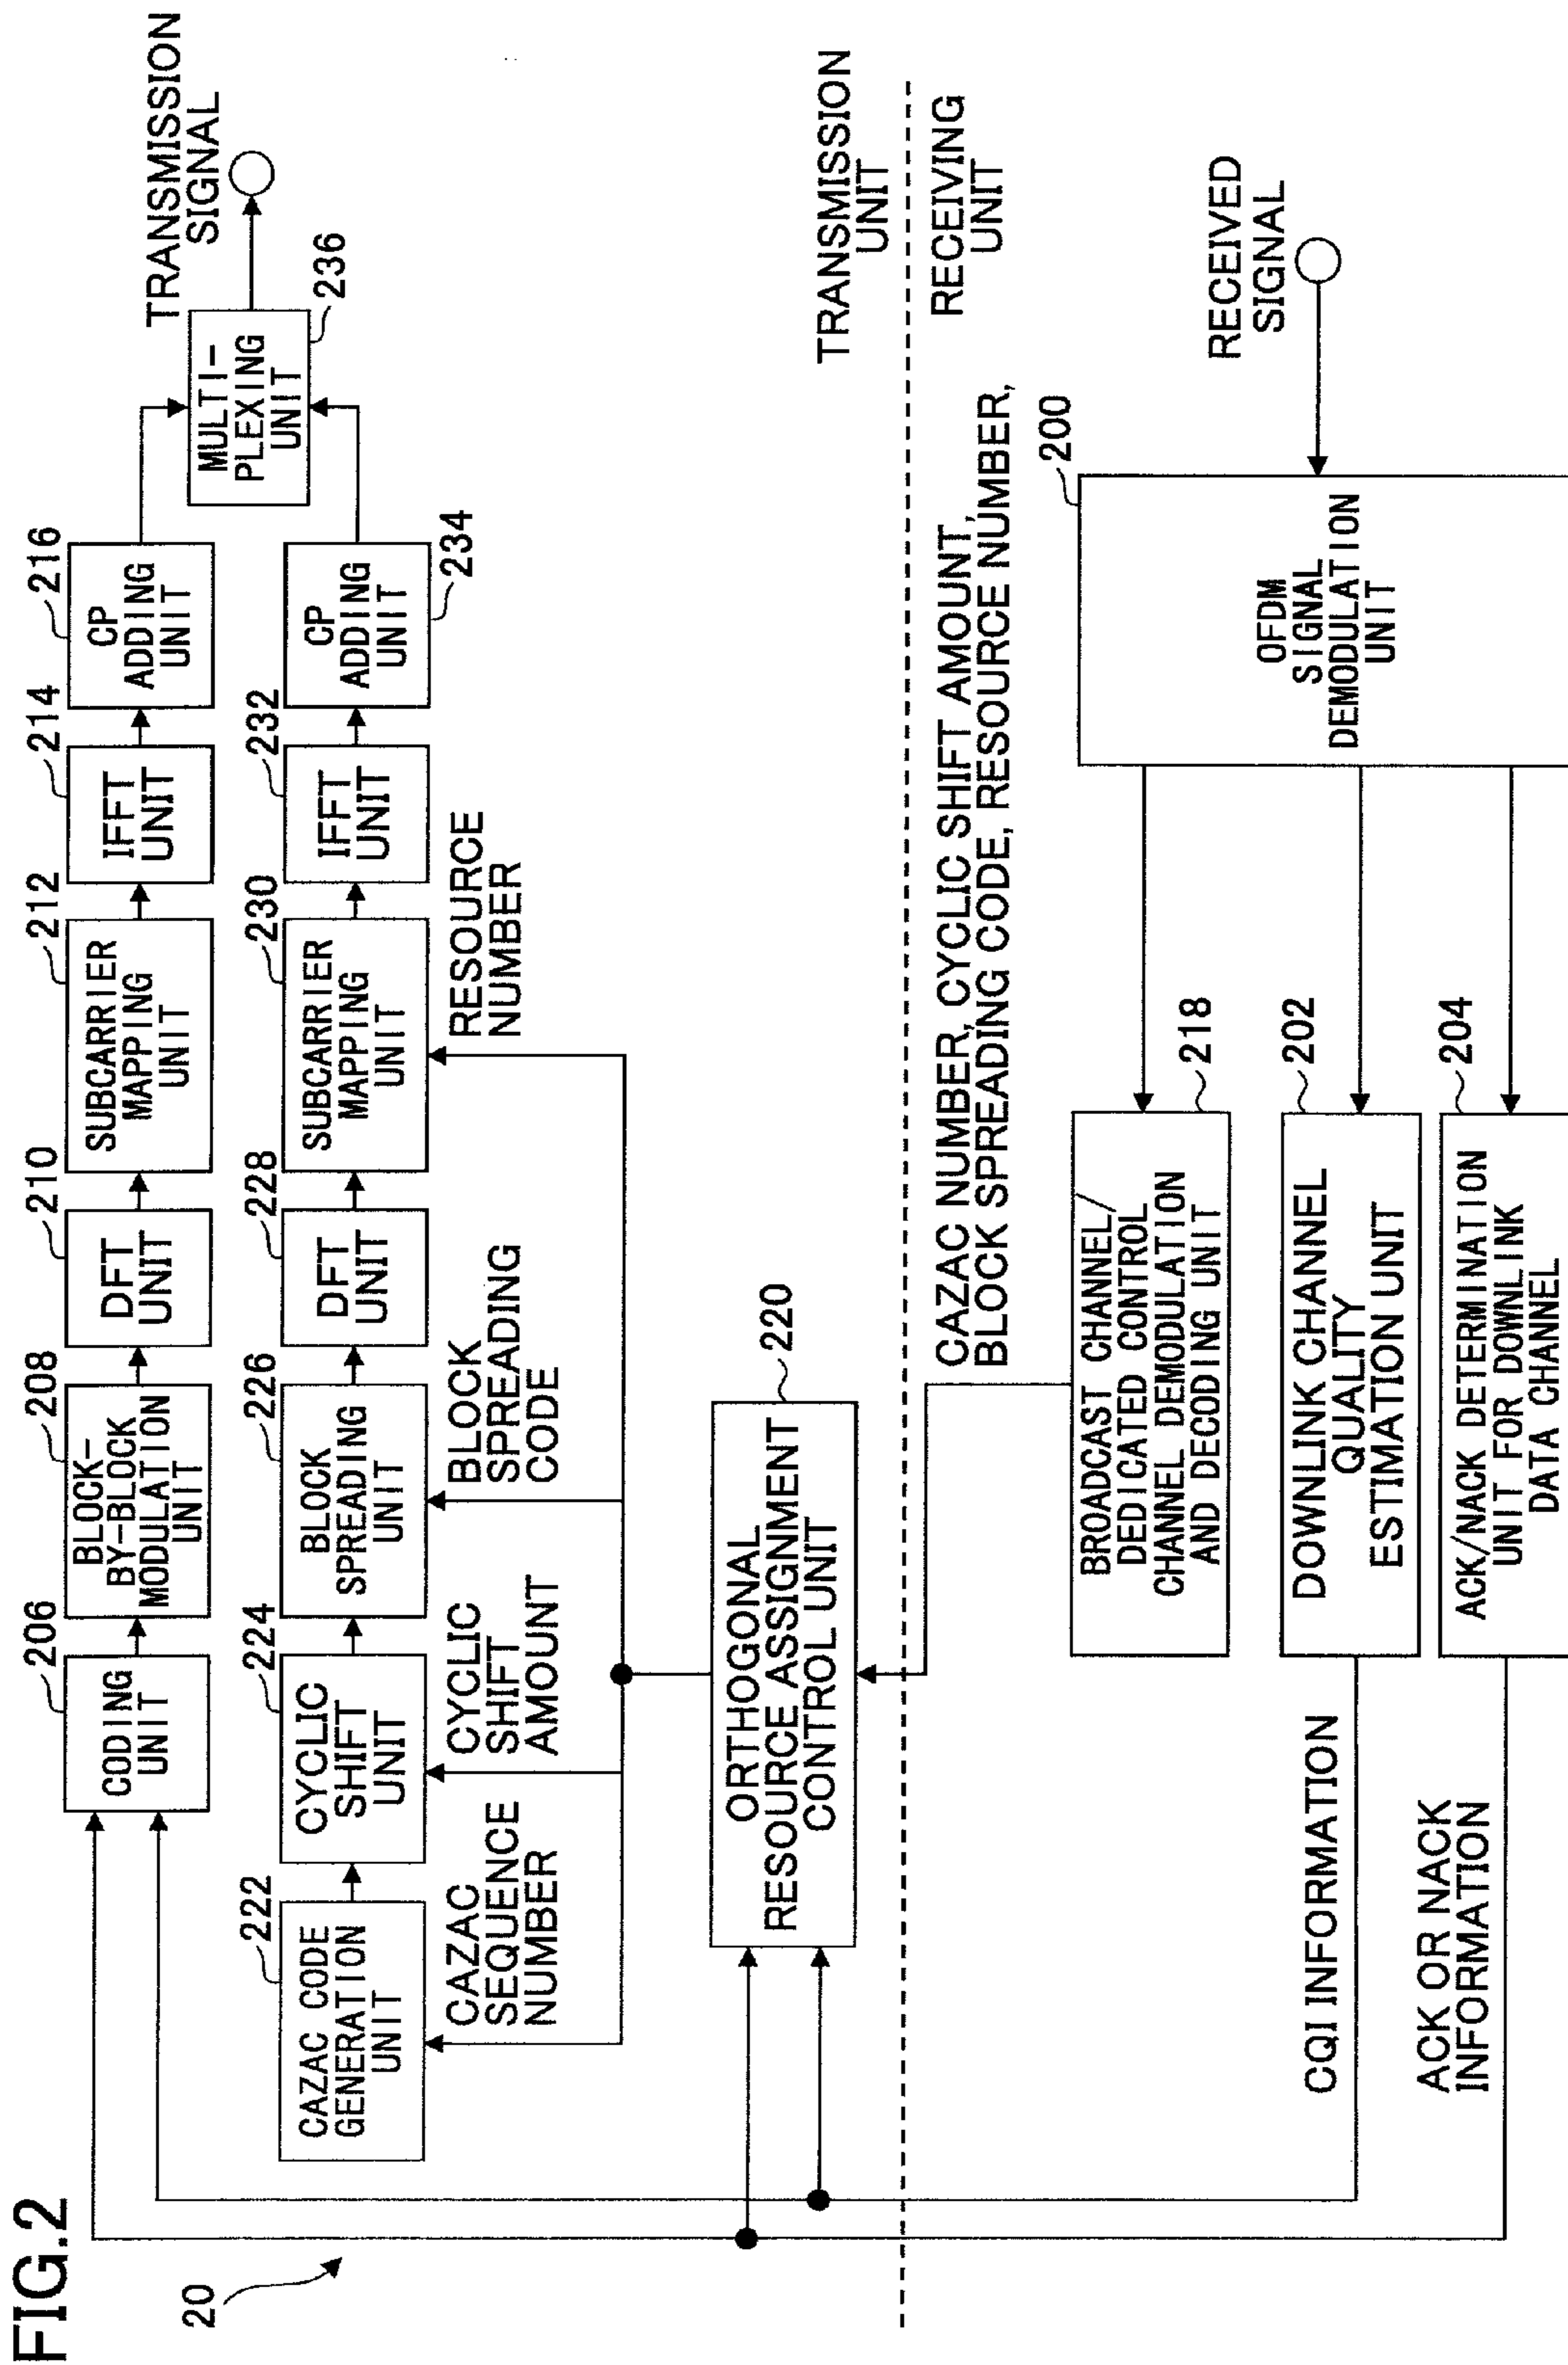 FIG.2
20
206
CODING
UNIT
208
BLOCK-
BY-BLOCK
MODULATION
UNIT
210
DFT
UNIT
212
SUBCARRIER
MAPPING
UNIT
214
IFFT
UNIT
216
CP
ADDING
UNIT
TRANSMISSION
SIGNAL
MULTI-
PLEXING
UNIT
236
222
CAZAC CODE
GENERATION
UNIT
224
CYCLIC
SHIFT
UNIT
226
BLOCK
SPREADING
UNIT
228
DFT
UNIT
230
SUBCARRIER
MAPPING
UNIT
232
IFFT
UNIT
CP
ADDING
UNIT
234
CAZAC
SEQUENCE
NUMBER
CYCLIC
SHIFT
AMOUNT
BLOCK
SPREADING
CODE
RESOURCE
NUMBER
220
ORTHOGONAL
RESOURCE ASSIGNMENT
CONTROL UNIT
TRANSMISSION
UNIT
RECEIVING
UNIT
CAZAC NUMBER, CYCLIC SHIFT AMOUNT,
BLOCK SPREADING CODE, RESOURCE NUMBER,
218
BROADCAST CHANNEL/
DEDICATED CONTROL
CHANNEL DEMODULATION
AND DECODING UNIT
200
OFDM
SIGNAL
DEMODULATION
UNIT
RECEIVED
SIGNAL
CQI INFORMATION
202
DOWNLINK CHANNEL
QUALITY
ESTIMATION UNIT
ACK OR NACK
INFORMATION
204
ACK/NACK DETERMINATION
UNIT FOR DOWNLINK
DATA CHANNEL